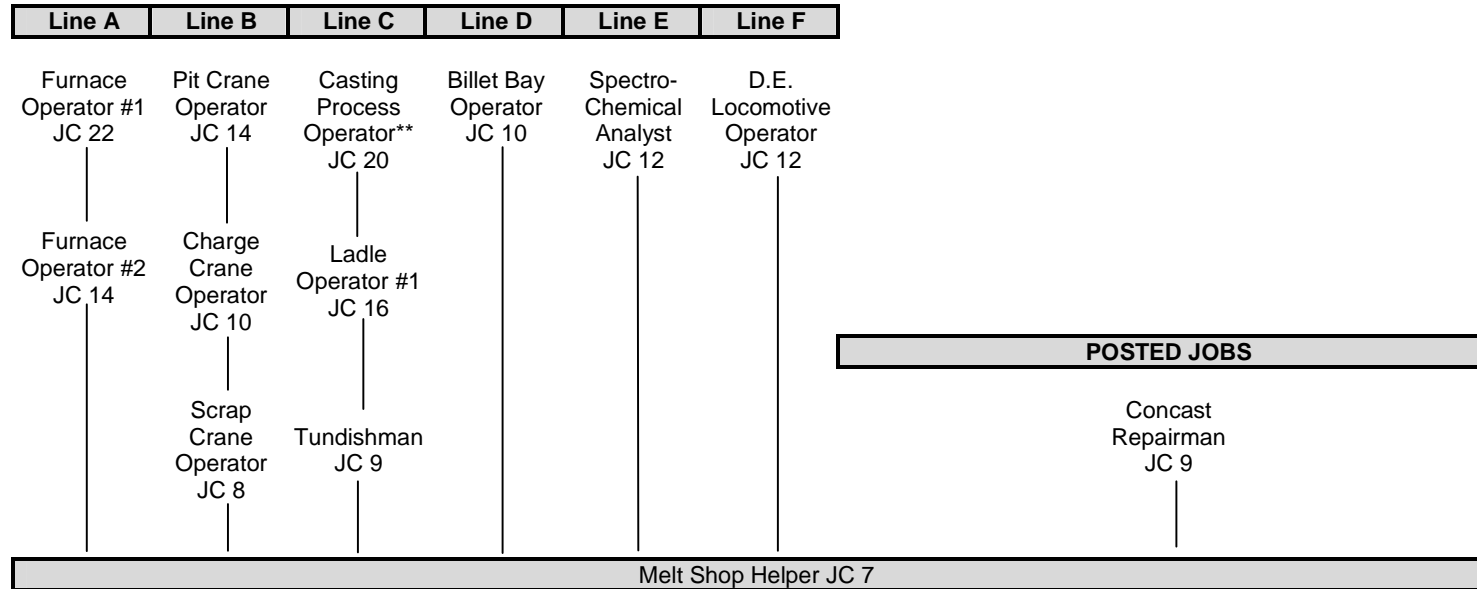 Line A Line B Line C Line D Line E Line F
Furnace
Operator #1
JC 22
Pit Crane
Operator
JC 14
Casting
Process
Operator**
JC 20
Billet Bay
Operator
JC 10
Spectro-
Chemical
Analyst
JC 12
D.E.
Locomotive
Operator
JC 12
Furnace
Operator #2
JC 14
Charge
Crane
Operator
JC 10
Ladle
Operator #1
JC 16
POSTED JOBS
Scrap
Crane
Operator
JC 8
Tundishman
JC 9
Concast
Repairman
JC 9
Melt Shop Helper JC 7